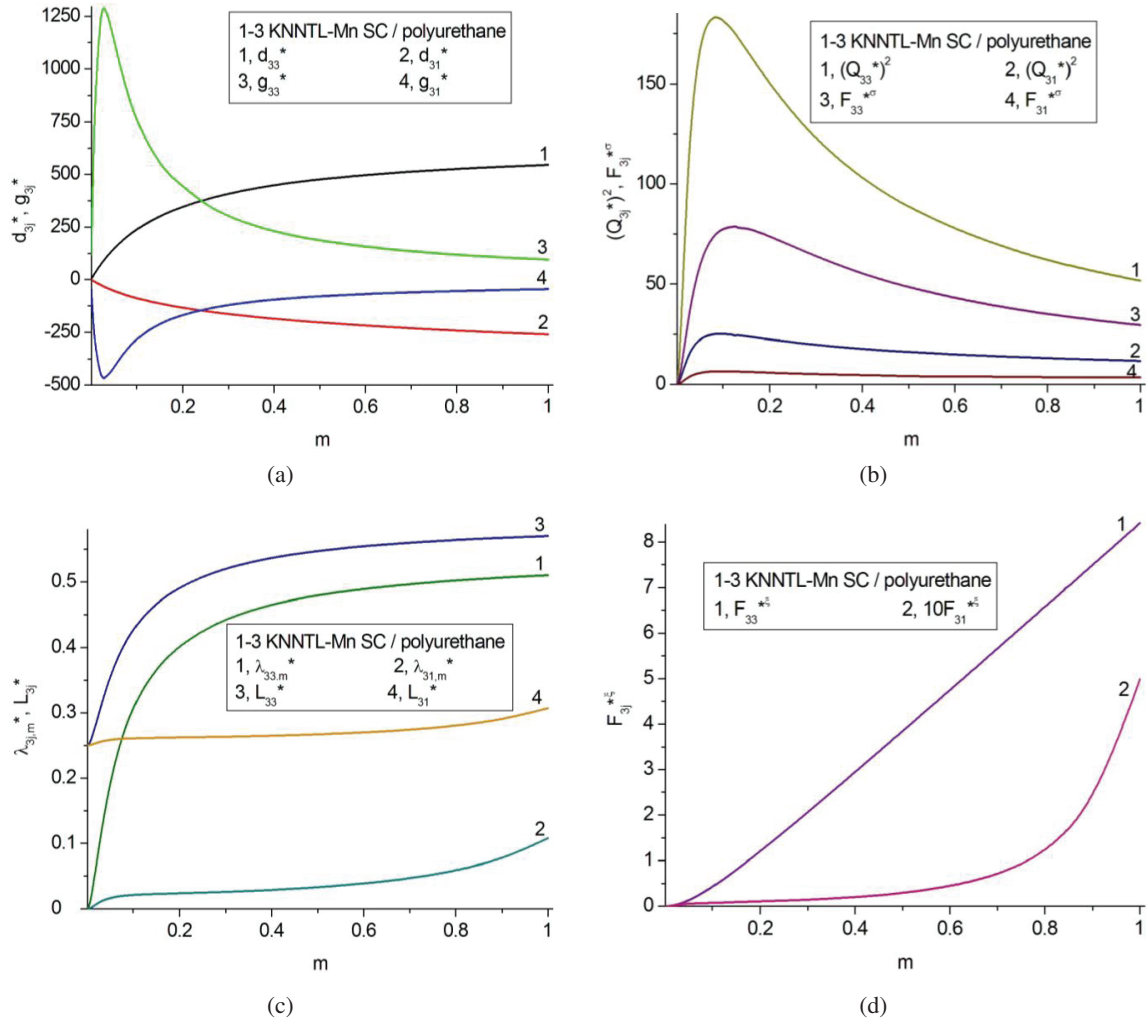 1-3 KNNTL-Mn SC / polyurethane
1, d33* 2, d31*
3, g33* 4, g31*
d3j*, g3j*
1250
1000
750
500
250
0
-250
-500
0.2 0.4 0.6 0.8 1
m
1
3
4
2
(a)
1-3 KNNTL-Mn SC / polyurethane
1, (Q33*)² 2, (Q31*)²
3, F33*σ 4, F31*σ
(Q3j*)², F3j*σ
150
100
50
0
0.2 0.4 0.6 0.8 1
m
1
3
2
4
(b)
1-3 KNNTL-Mn SC / polyurethane
1, λ33.m* 2, λ31,m*
3, L33* 4, L31*
λ3j,m*, L3j*
0.5
0.4
0.3
0.2
0.1
0
0.2 0.4 0.6 0.8 1
m
3
1
4
2
(c)
1-3 KNNTL-Mn SC / polyurethane
1, F33*ξ 2, 10F31*ξ
F3j*ξ
8
7
6
5
4
3
2
1
0
0.2 0.4 0.6 0.8 1
m
1
2
(d)